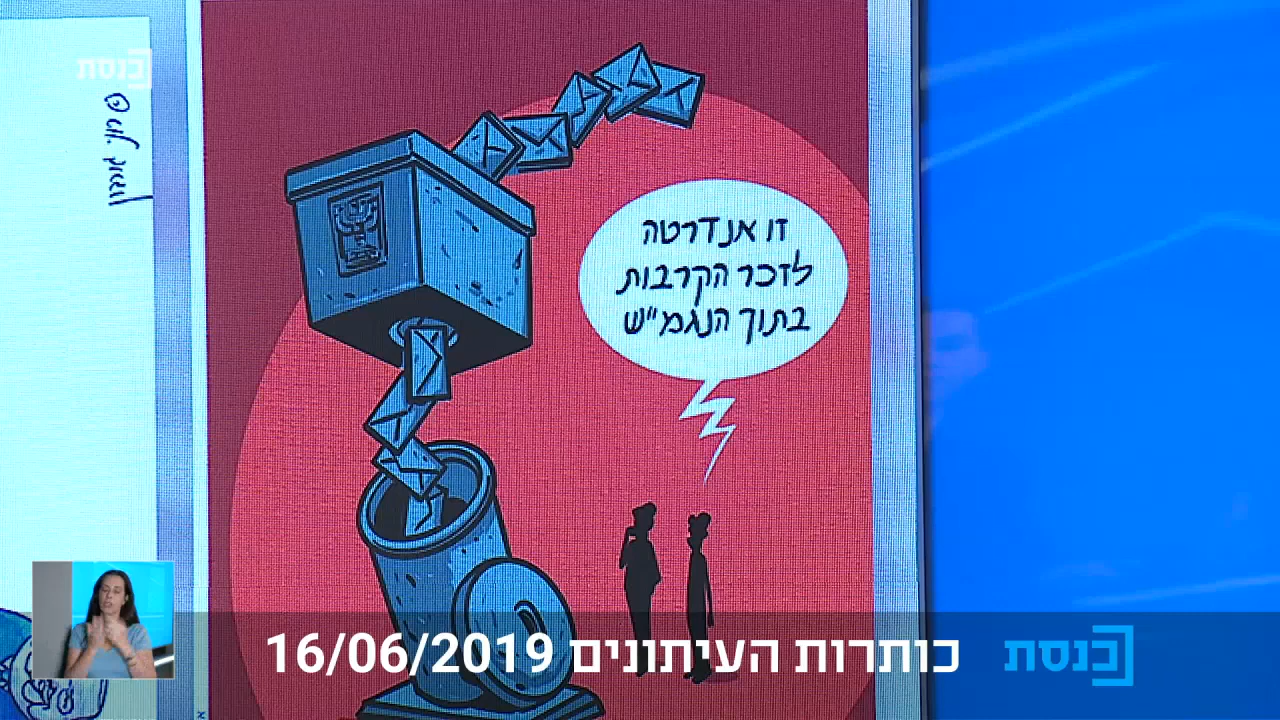 כנסת
זו אנדרטה
לזכר הקרבות
בתוך הנגמ"ש
כותרות העיתונים 16/06/2019
כנסת